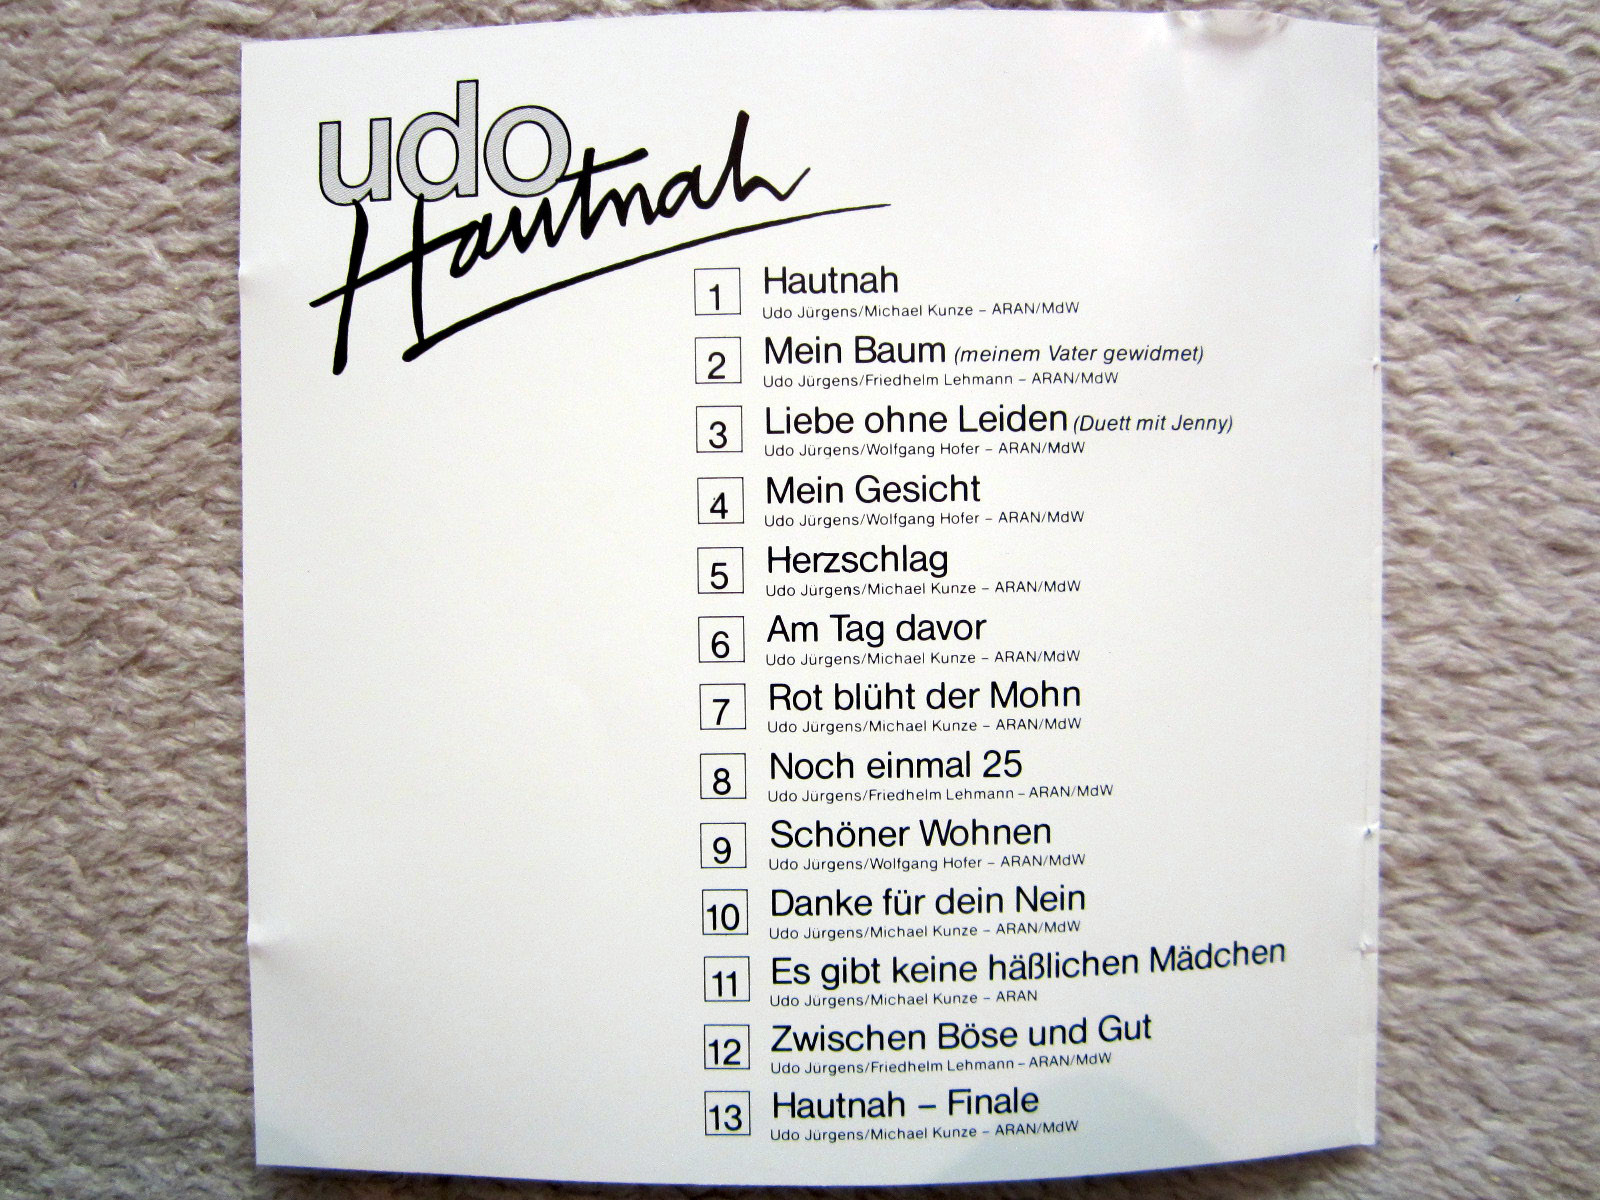 udo
Hautnah
1 Hautnah
Udo Jürgens/Michael Kunze – ARAN/MdW
2 Mein Baum (meinem Vater gewidmet)
Udo Jürgens/Friedhelm Lehmann – ARAN/MdW
3 Liebe ohne Leiden (Duett mit Jenny)
Udo Jürgens/Wolfgang Hofer – ARAN/MdW
4 Mein Gesicht
Udo Jürgens/Wolfgang Hofer – ARAN/MdW
5 Herzschlag
Udo Jürgens/Michael Kunze – ARAN/MdW
6 Am Tag davor
Udo Jürgens/Michael Kunze – ARAN/MdW
7 Rot blüht der Mohn
Udo Jürgens/Michael Kunze – ARAN/MdW
8 Noch einmal 25
Udo Jürgens/Friedhelm Lehmann – ARAN/MdW
9 Schöner Wohnen
Udo Jürgens/Wolfgang Hofer – ARAN/MdW
10 Danke für dein Nein
Udo Jürgens/Michael Kunze – ARAN/MdW
11 Es gibt keine häßlichen Mädchen
Udo Jürgens/Michael Kunze – ARAN
12 Zwischen Böse und Gut
Udo Jürgens/Friedhelm Lehmann – ARAN/MdW
13 Hautnah – Finale
Udo Jürgens/Michael Kunze – ARAN/MdW